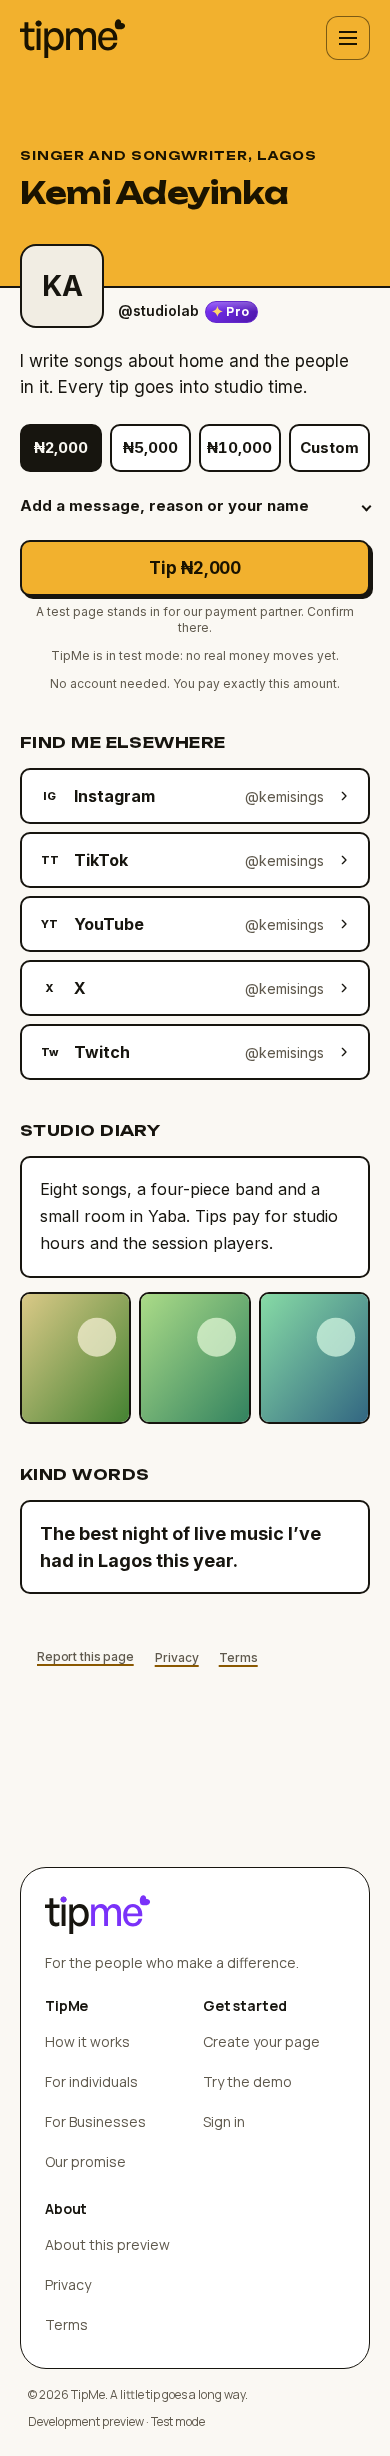 tipme
SINGER AND SONGWRITER, LAGOS
Kemi Adeyinka
KA
@studiolab ✦ Pro
I write songs about home and the people
in it. Every tip goes into studio time.
₦2,000 ₦5,000 ₦10,000 Custom
Add a message, reason or your name
Tip ₦2,000
A test page stands in for our payment partner. Confirm
there.
TipMe is in test mode: no real money moves yet.
No account needed. You pay exactly this amount.
FIND ME ELSEWHERE
IG Instagram @kemisings
TT TikTok @kemisings
YT YouTube @kemisings
X X @kemisings
Tw Twitch @kemisings
STUDIO DIARY
Eight songs, a four-piece band and a
small room in Yaba. Tips pay for studio
hours and the session players.
KIND WORDS
The best night of live music I’ve
had in Lagos this year.
Report this page Privacy Terms
tipme
For the people who make a difference.
TipMe
How it works
For individuals
For Businesses
Our promise
Get started
Create your page
Try the demo
Sign in
About
About this preview
Privacy
Terms
© 2026 TipMe. A little tip goes a long way.
Development preview · Test mode